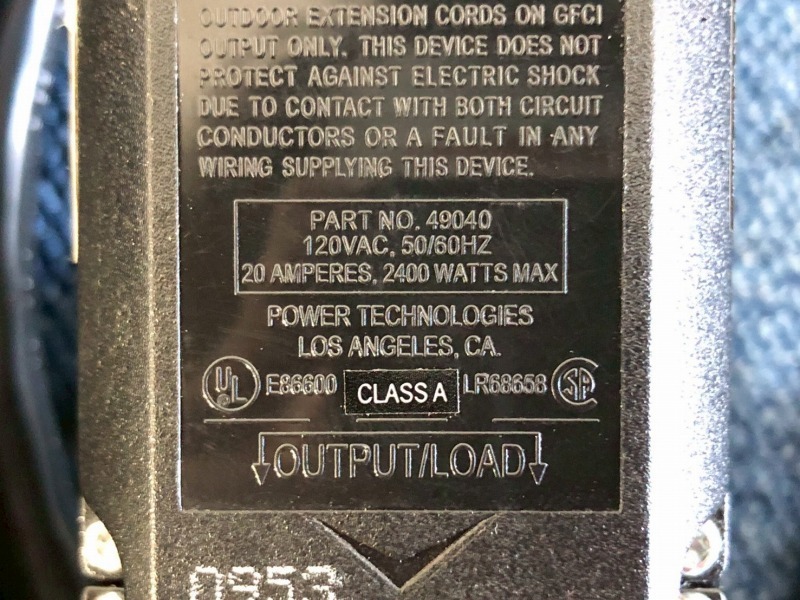 OUTDOOR EXTENSION CORDS ON GFCI
OUTPUT ONLY. THIS DEVICE DOES NOT
PROTECT AGAINST ELECTRIC SHOCK
DUE TO CONTACT WITH BOTH CIRCUIT
CONDUCTORS OR A FAULT IN ANY
WIRING SUPPLYING THIS DEVICE.
PART NO. 49040
120VAC, 50/60HZ
20 AMPERES, 2400 WATTS MAX
POWER TECHNOLOGIES
LOS ANGELES, CA.
UL E86600 CLASS A LR68658 SA
OUTPUT/LOAD
0953